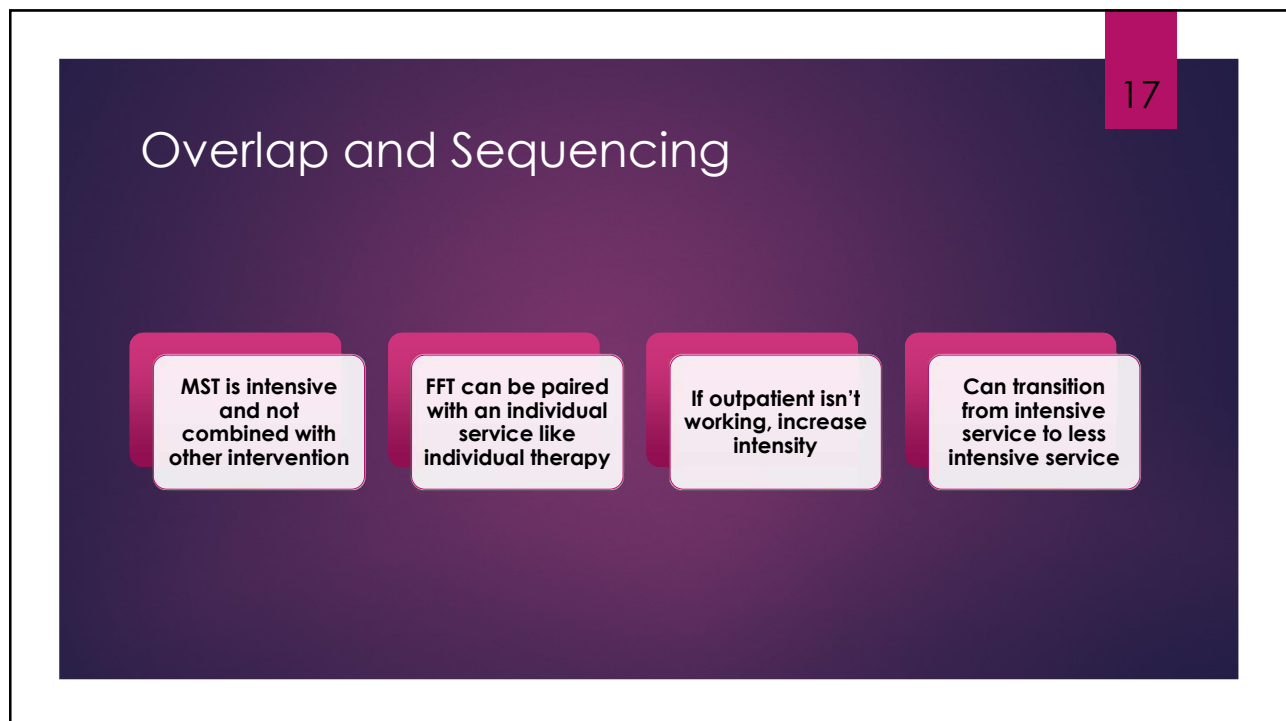 17
Overlap and Sequencing
MST is intensive
and not
combined with
other intervention
FFT can be paired
with an individual
service like
individual therapy
If outpatient isn’t
working, increase
intensity
Can transition
from intensive
service to less
intensive service